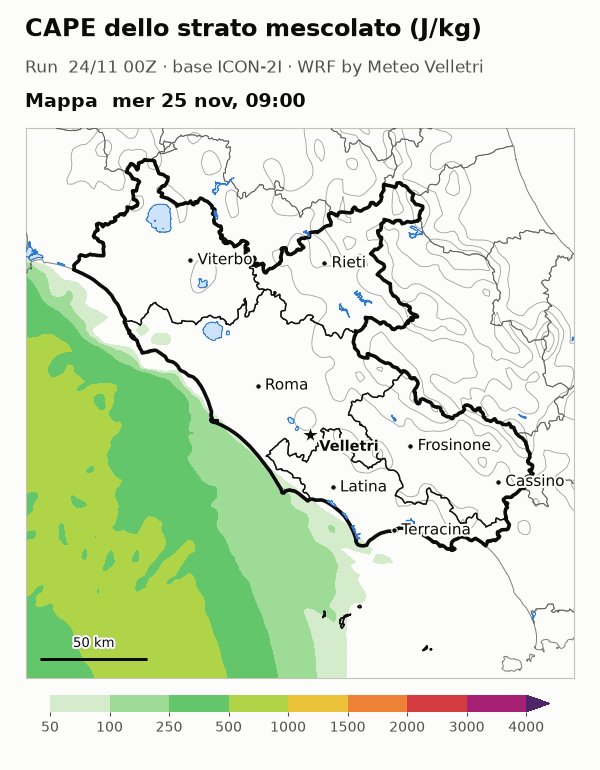 CAPE dello strato mescolato (J/kg)
Run  24/11 00Z · base ICON-2I · WRF by Meteo Velletri
Mappa  mer 25 nov, 09:00
Viterbo
Rieti
Roma
Velletri
Frosinone
Cassino
Latina
Terracina
50 km
50 100 250 500 1000 1500 2000 3000 4000